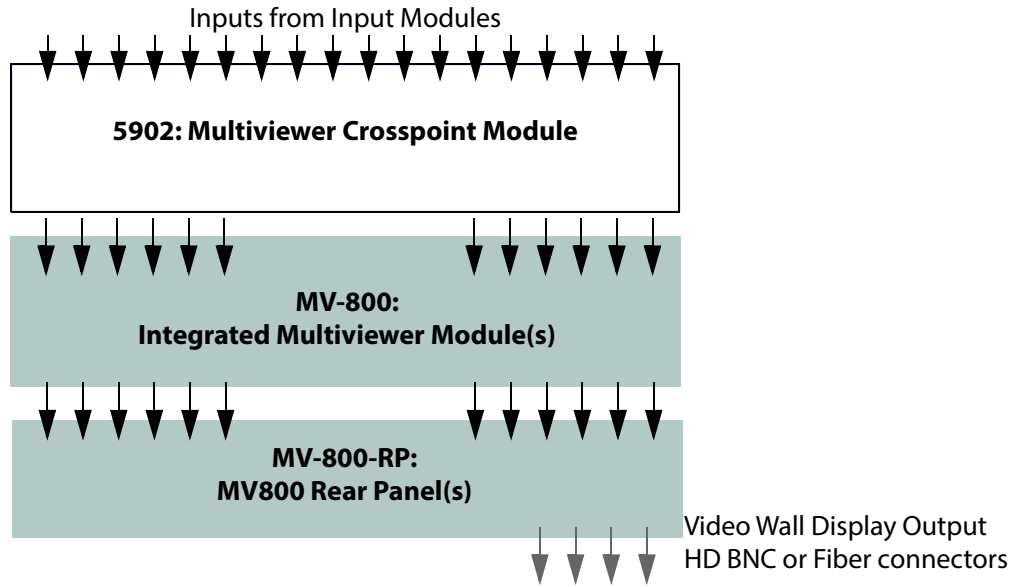 Inputs from Input Modules
5902: Multiviewer Crosspoint Module
MV-800:
Integrated Multiviewer Module(s)
MV-800-RP:
MV800 Rear Panel(s)
Video Wall Display Output
HD BNC or Fiber connectors